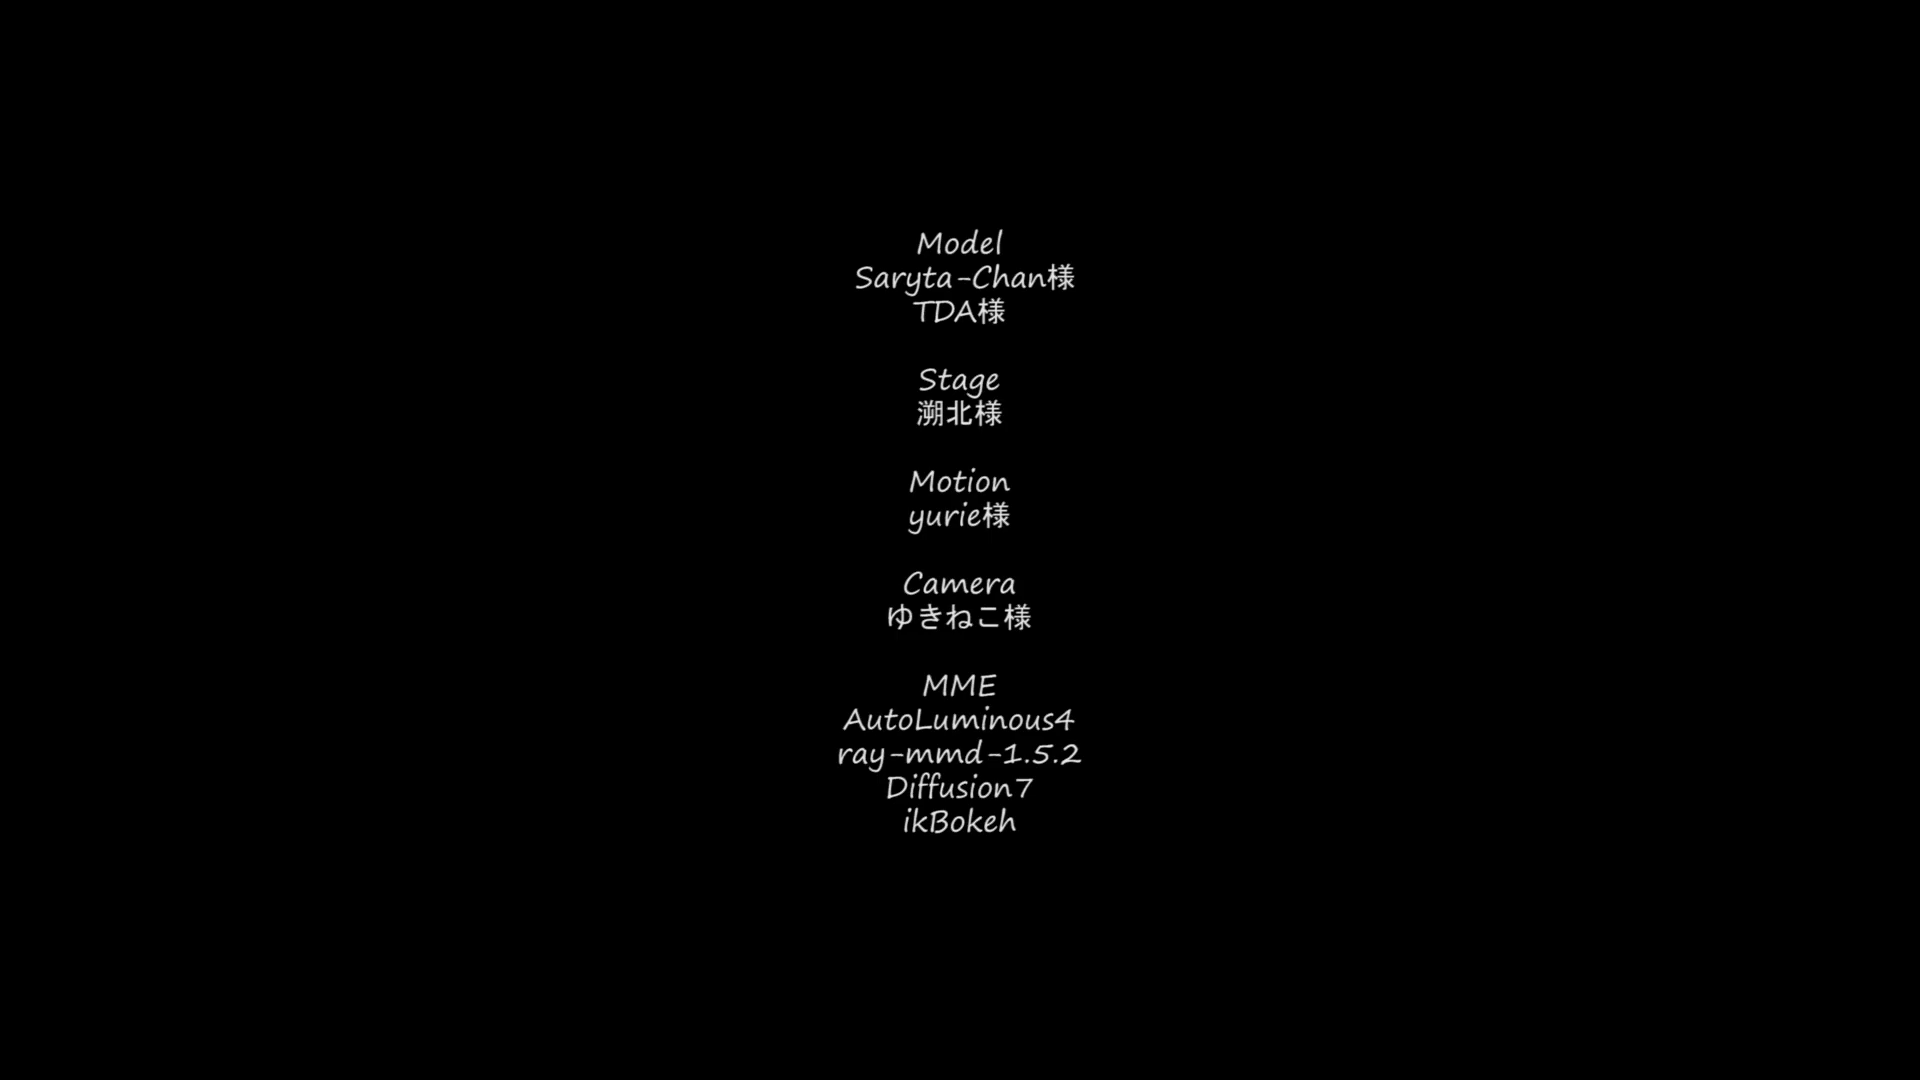 Model
Saryta-Chan様
TDA様
Stage
溯北様
Motion
yurie様
Camera
ゆきねこ様
MME
AutoLuminous4
ray-mmd-1.5.2
Diffusion7
ikBokeh